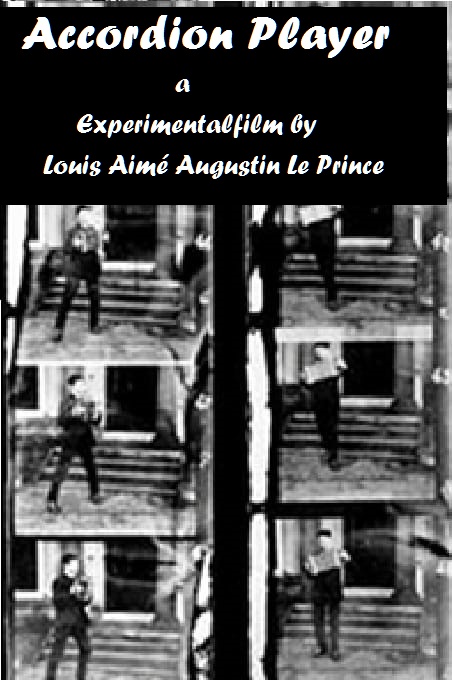 Accordion Player
a
Experimentalfilm by
Louis Aimé Augustin Le Prince